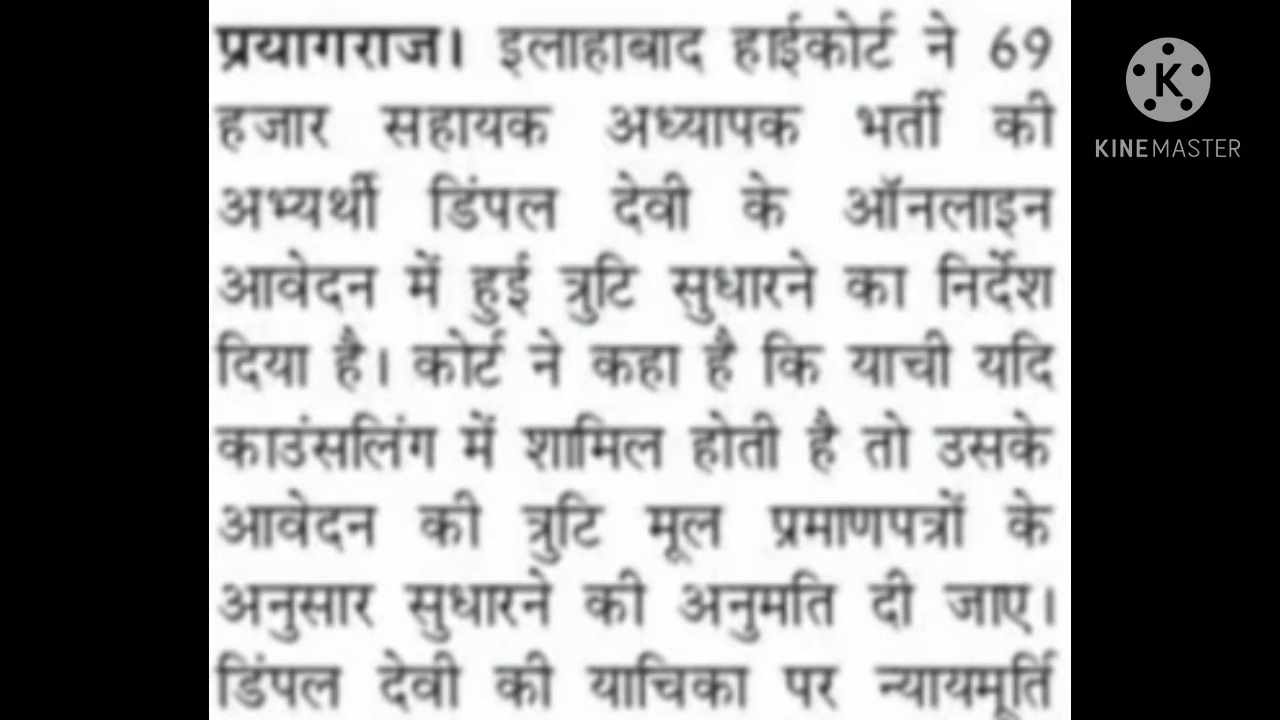 प्रयागराज। इलाहाबाद हाईकोर्ट ने 69
हजार सहायक अध्यापक भर्ती की
अभ्यर्थी डिंपल देवी के ऑनलाइन
आवेदन में हुई त्रुटि सुधारने का निर्देश
दिया है। कोर्ट ने कहा है कि याची यदि
काउंसलिंग में शामिल होती है तो उसके
आवेदन की त्रुटि मूल प्रमाणपत्रों के
अनुसार सुधारने की अनुमति दी जाए।
डिंपल देवी की याचिका पर न्यायमूर्ति
K
KINEMASTER